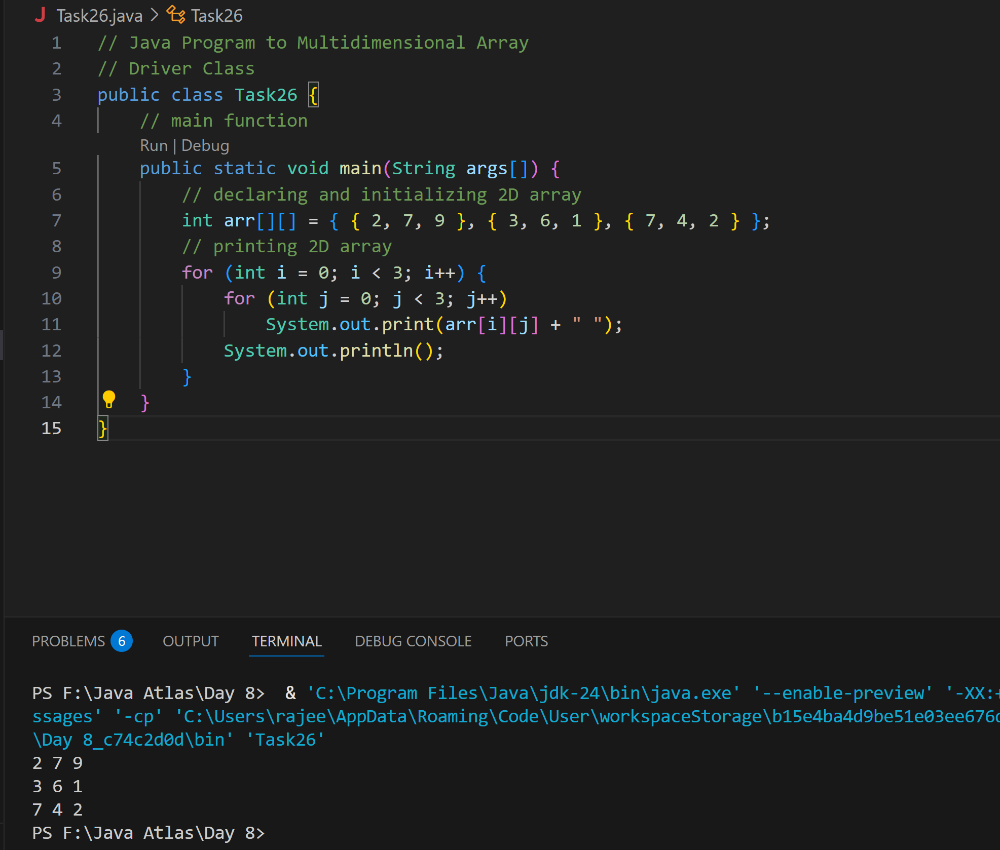 Task26.java > Task26
1 // Java Program to Multidimensional Array
2 // Driver Class
3 public class Task26 {
4     // main function
Run | Debug
5     public static void main(String args[]) {
6         // declaring and initializing 2D array
7         int arr[][] = { { 2, 7, 9 }, { 3, 6, 1 }, { 7, 4, 2 } };
8         // printing 2D array
9         for (int i = 0; i < 3; i++) {
10             for (int j = 0; j < 3; j++)
11                 System.out.print(arr[i][j] + " ");
12             System.out.println();
13         }
14     }
15 }
PROBLEMS 6 OUTPUT TERMINAL DEBUG CONSOLE PORTS
PS F:\Java Atlas\Day 8>  & 'C:\Program Files\Java\jdk-24\bin\java.exe' '--enable-preview' '-XX:+
ssages' '-cp' 'C:\Users\rajee\AppData\Roaming\Code\User\workspaceStorage\b15e4ba4d9be51e03ee676
\Day 8_c74c2d0d\bin' 'Task26'
2 7 9
3 6 1
7 4 2
PS F:\Java Atlas\Day 8>